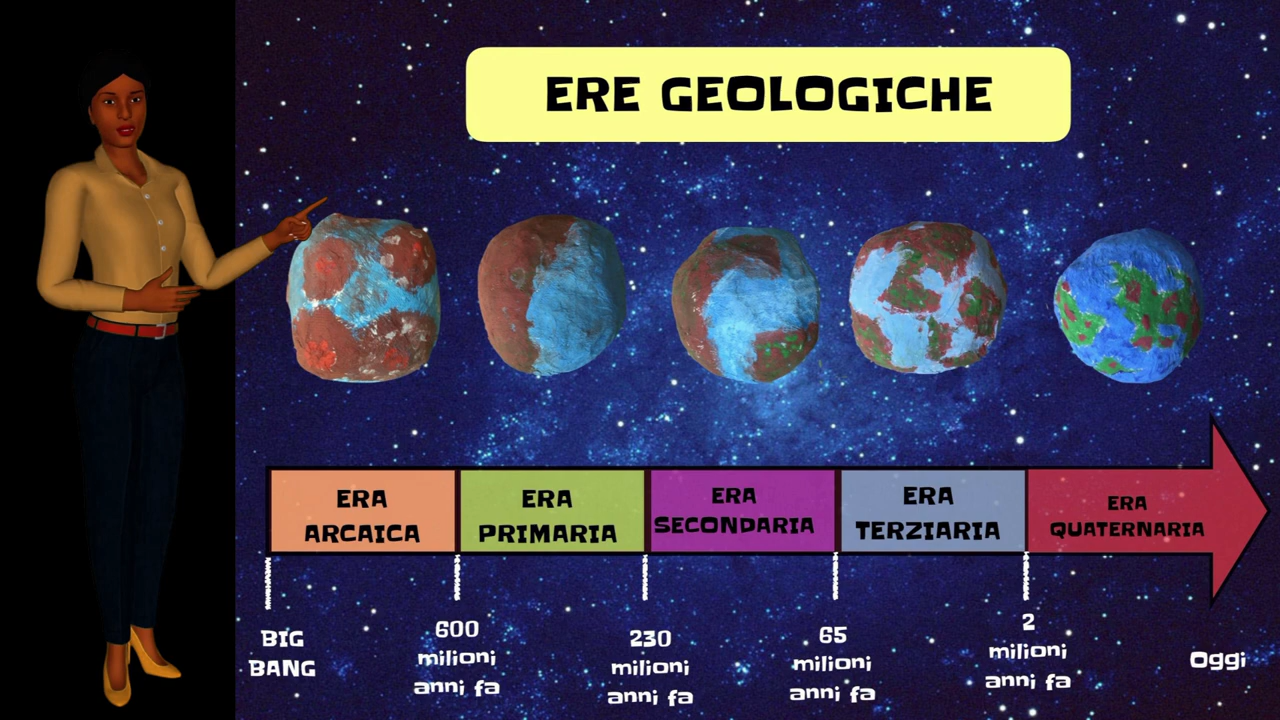 ERE GEOLOGICHE
ERA
ARCAICA
ERA
PRIMARIA
ERA
SECONDARIA
ERA
TERZIARIA
ERA
QUATERNARIA
BIG
BANG
600
milioni
anni fa
230
milioni
anni fa
65
milioni
anni fa
2
milioni
anni fa
Oggi